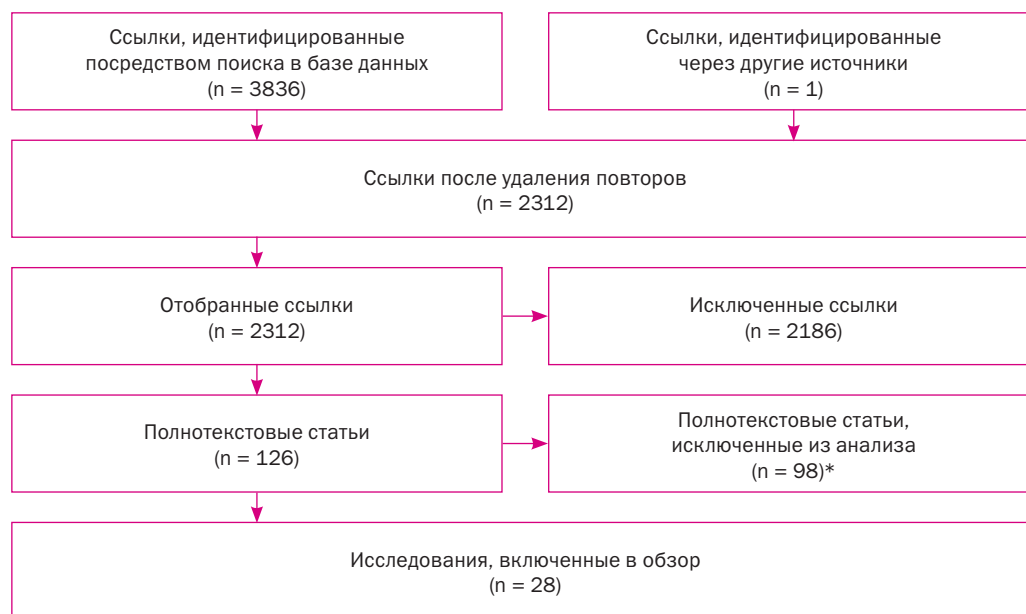 Ссылки, идентифицированные
посредством поиска в базе данных
(n = 3836)
Ссылки, идентифицированные
через другие источники
(n = 1)
Ссылки после удаления повторов
(n = 2312)
Отобранные ссылки
(n = 2312)
Исключенные ссылки
(n = 2186)
Полнотекстовые статьи
(n = 126)
Полнотекстовые статьи,
исключенные из анализа
(n = 98)*
Исследования, включенные в обзор
(n = 28)